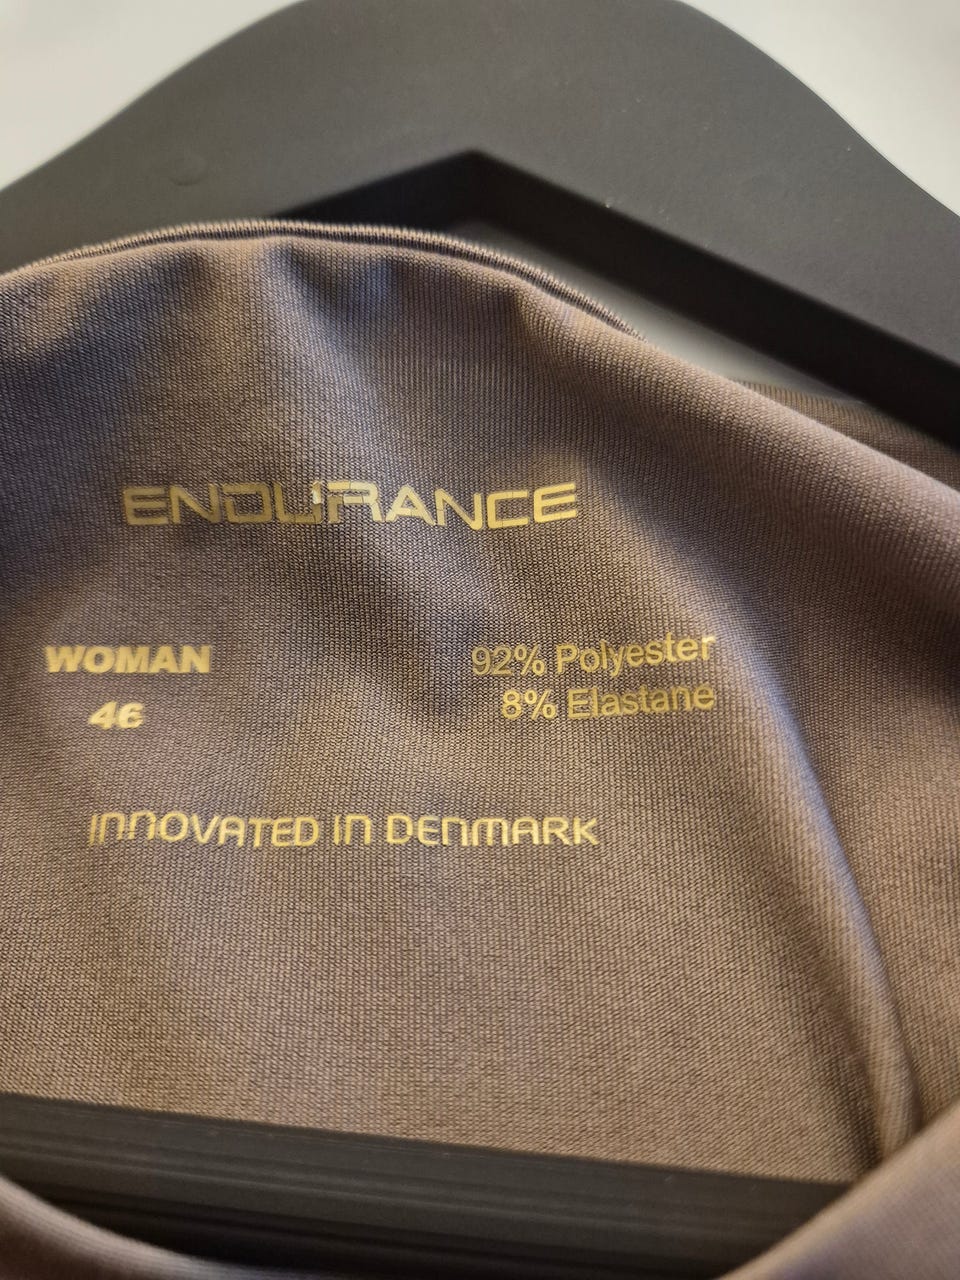 ENDURANCE
WOMAN
46
92% Polyester
8% Elastane
INNOVATED IN DENMARK